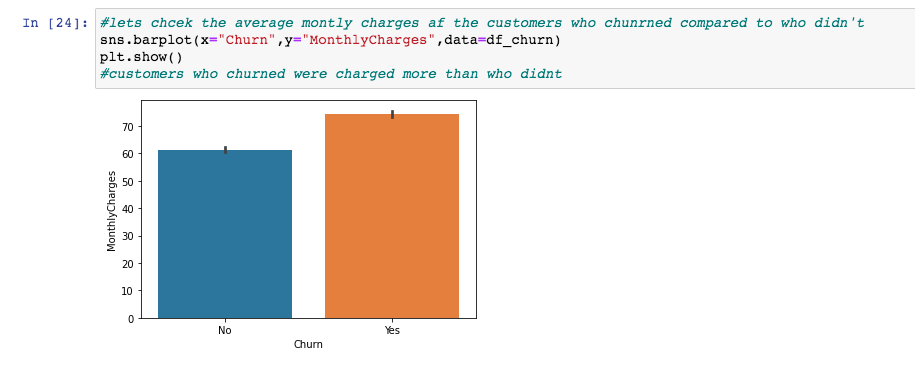 In [24]: #lets chcek the average montly charges af the customers who chunrned compared to who didn't
sns.barplot(x="Churn",y="MonthlyCharges",data=df_churn)
plt.show()
#customers who churned were charged more than who didnt
70
60
50
40
30
20
10
0
MonthlyCharges
No Yes
Churn